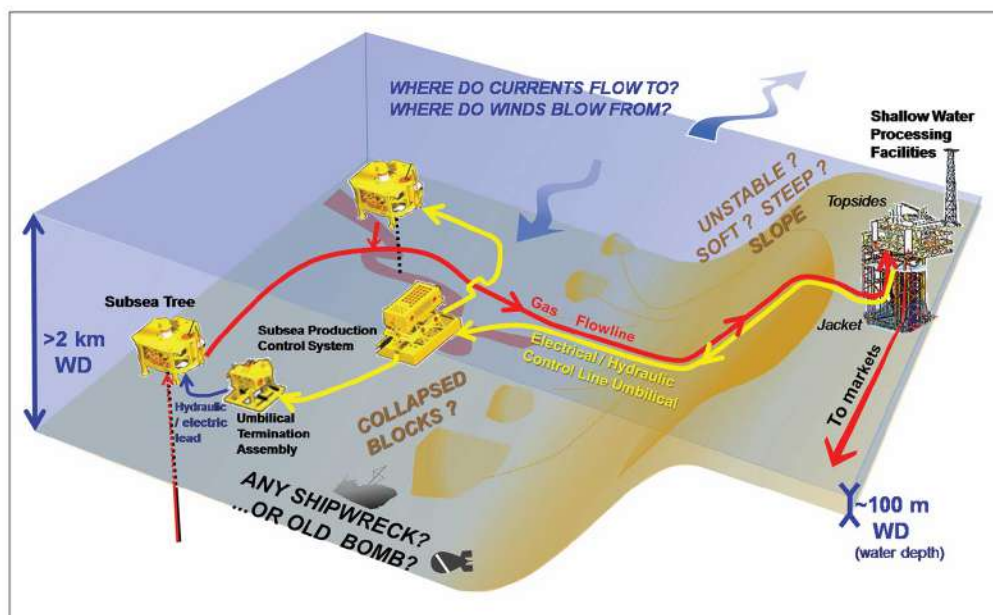 WHERE DO CURRENTS FLOW TO?
WHERE DO WINDS BLOW FROM?
Shallow Water
Processing
Facilities
UNSTABLE ?
SOFT ? STEEP ?
SLOPE
Topsides
Jacket
>2 km
WD
Subsea Tree
Subsea Production
Control System
Gas Flowline
Electrical / Hydraulic
Control Line Umbilical
Hydraulic
/ electric
lead
Umbilical
Termination
Assembly
COLLAPSED
BLOCKS ?
To markets
ANY SHIPWRECK?
...OR OLD BOMB?
~100 m
WD
(water depth)